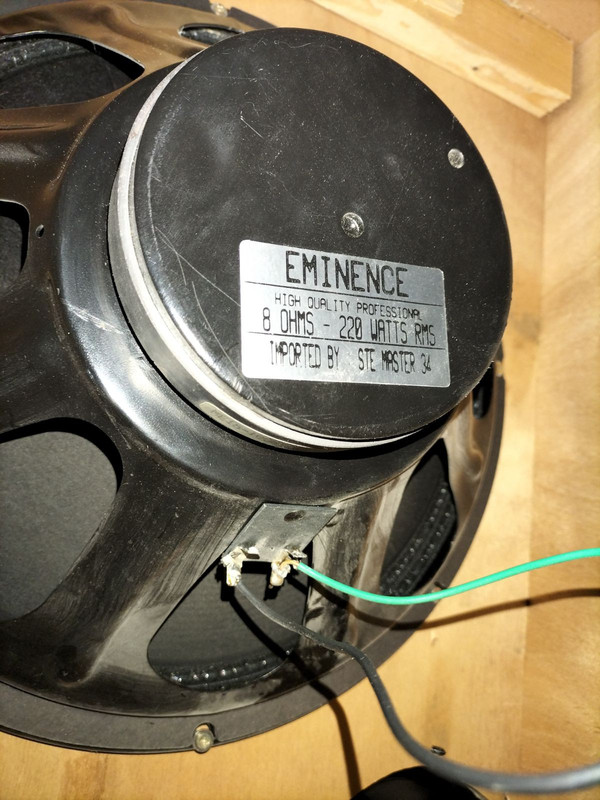 EMINENCE
HIGH QUALITY PROFESSIONAL
8 OHMS - 220 WATTS RMS
IMPORTED BY STE MASTER 34